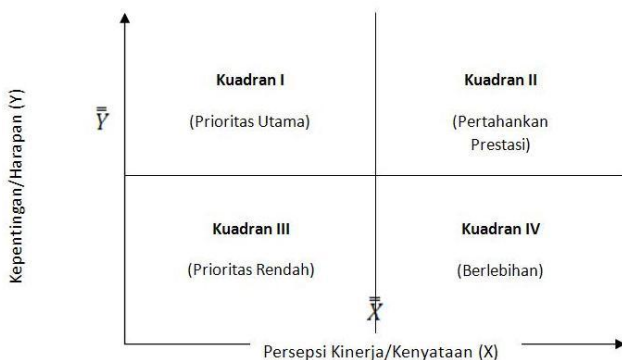 Kepentingan/Harapan (Y)
Kuadran I
(Prioritas Utama)
Kuadran II
(Pertahankan
Prestasi)
Y̿
Kuadran III
(Prioritas Rendah)
Kuadran IV
(Berlebihan)
X̿
Persepsi Kinerja/Kenyataan (X)